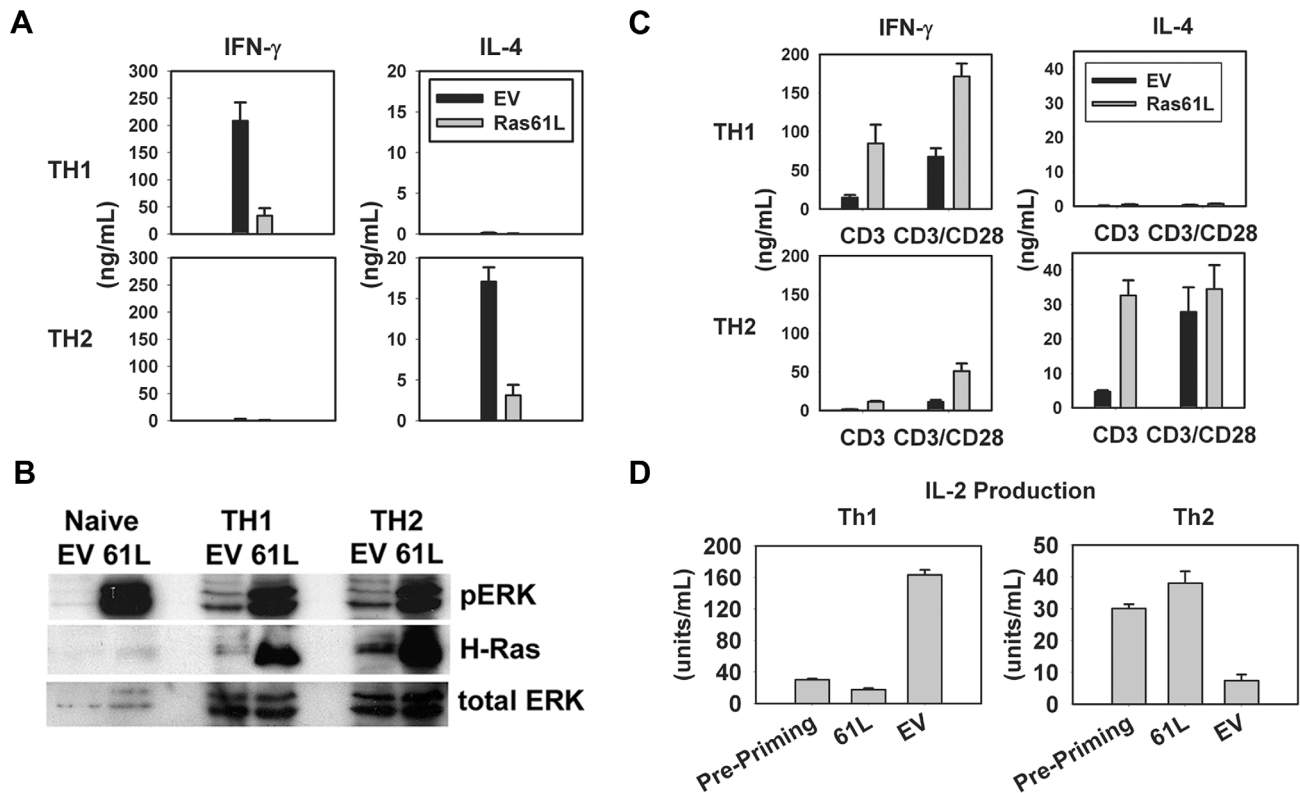 A
IFN-γ
IL-4
TH1
300
250
200
150
100
50
0
20
15
10
5
0
EV
Ras61L
(ng/mL)
(ng/mL)
TH2
300
250
200
150
100
50
0
20
15
10
5
0
B
Naive
TH1
TH2
EV 61L
EV 61L
EV 61L
pERK
H-Ras
total ERK
C
IFN-γ
IL-4
TH1
200
150
100
50
0
40
30
20
10
0
EV
Ras61L
CD3 CD3/CD28
CD3 CD3/CD28
(ng/mL)
(ng/mL)
TH2
200
150
100
50
0
40
30
20
10
0
CD3 CD3/CD28
CD3 CD3/CD28
D
IL-2 Production
Th1
Th2
(units/mL)
200
160
120
80
40
0
Pre-Priming
61L
EV
(units/mL)
50
40
30
20
10
0
Pre-Priming
61L
EV